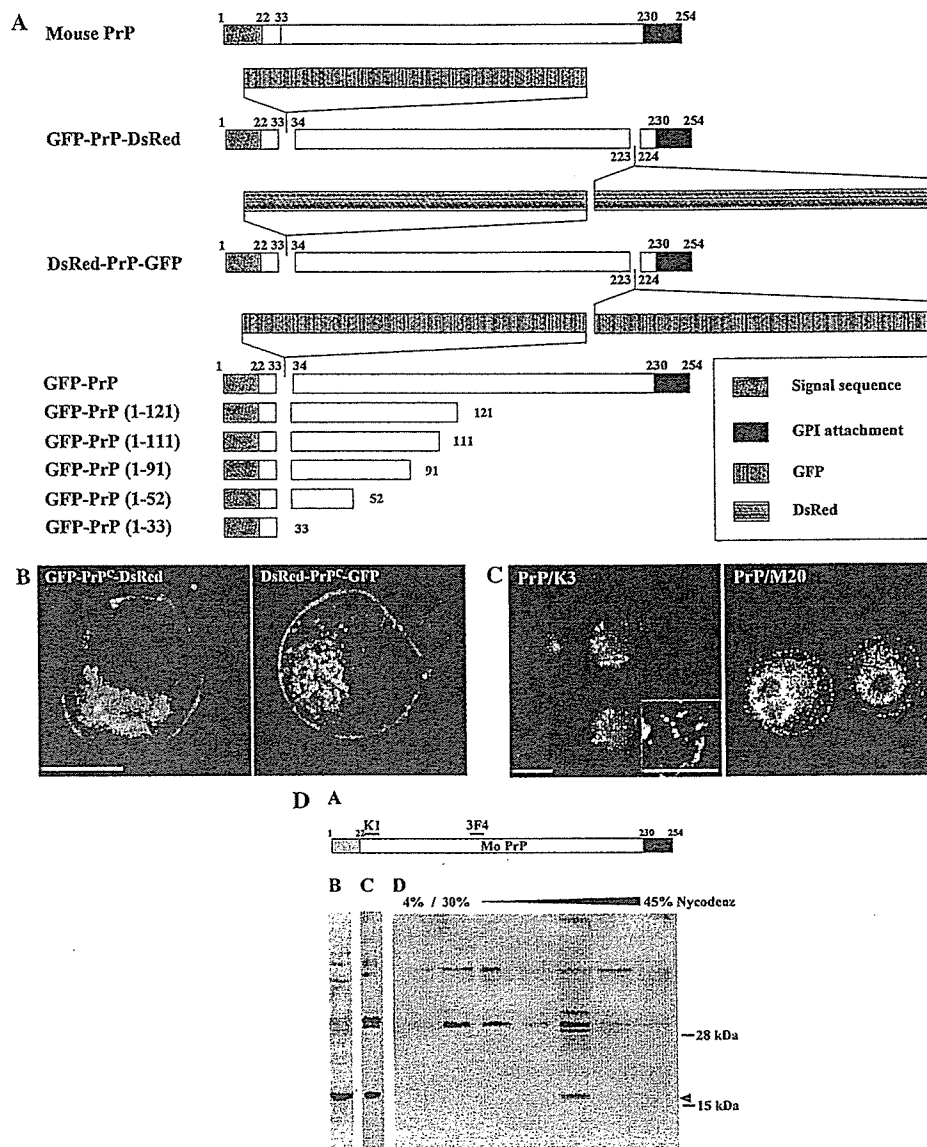 A
1 22 33 230 254
Mouse PrP
1 22 33 34 230 254
GFP-PrP-DsRed
223 224
1 22 33 34 230 254
DsRed-PrP-GFP
223 224
1 22 33 34 230 254
GFP-PrP
GFP-PrP (1-121) 121
GFP-PrP (1-111) 111
GFP-PrP (1-91) 91
GFP-PrP (1-52) 52
GFP-PrP (1-33) 33
Signal sequence
GPI attachment
GFP
DsRed
B
GFP-PrPC-DsRed
DsRed-PrPC-GFP
C
PrP/K3
PrP/M20
D A
1 22 K1 3F4 230 254
Mo PrP
B C D
4% / 30% 45% Nycodenz
28 kDa
15 kDa